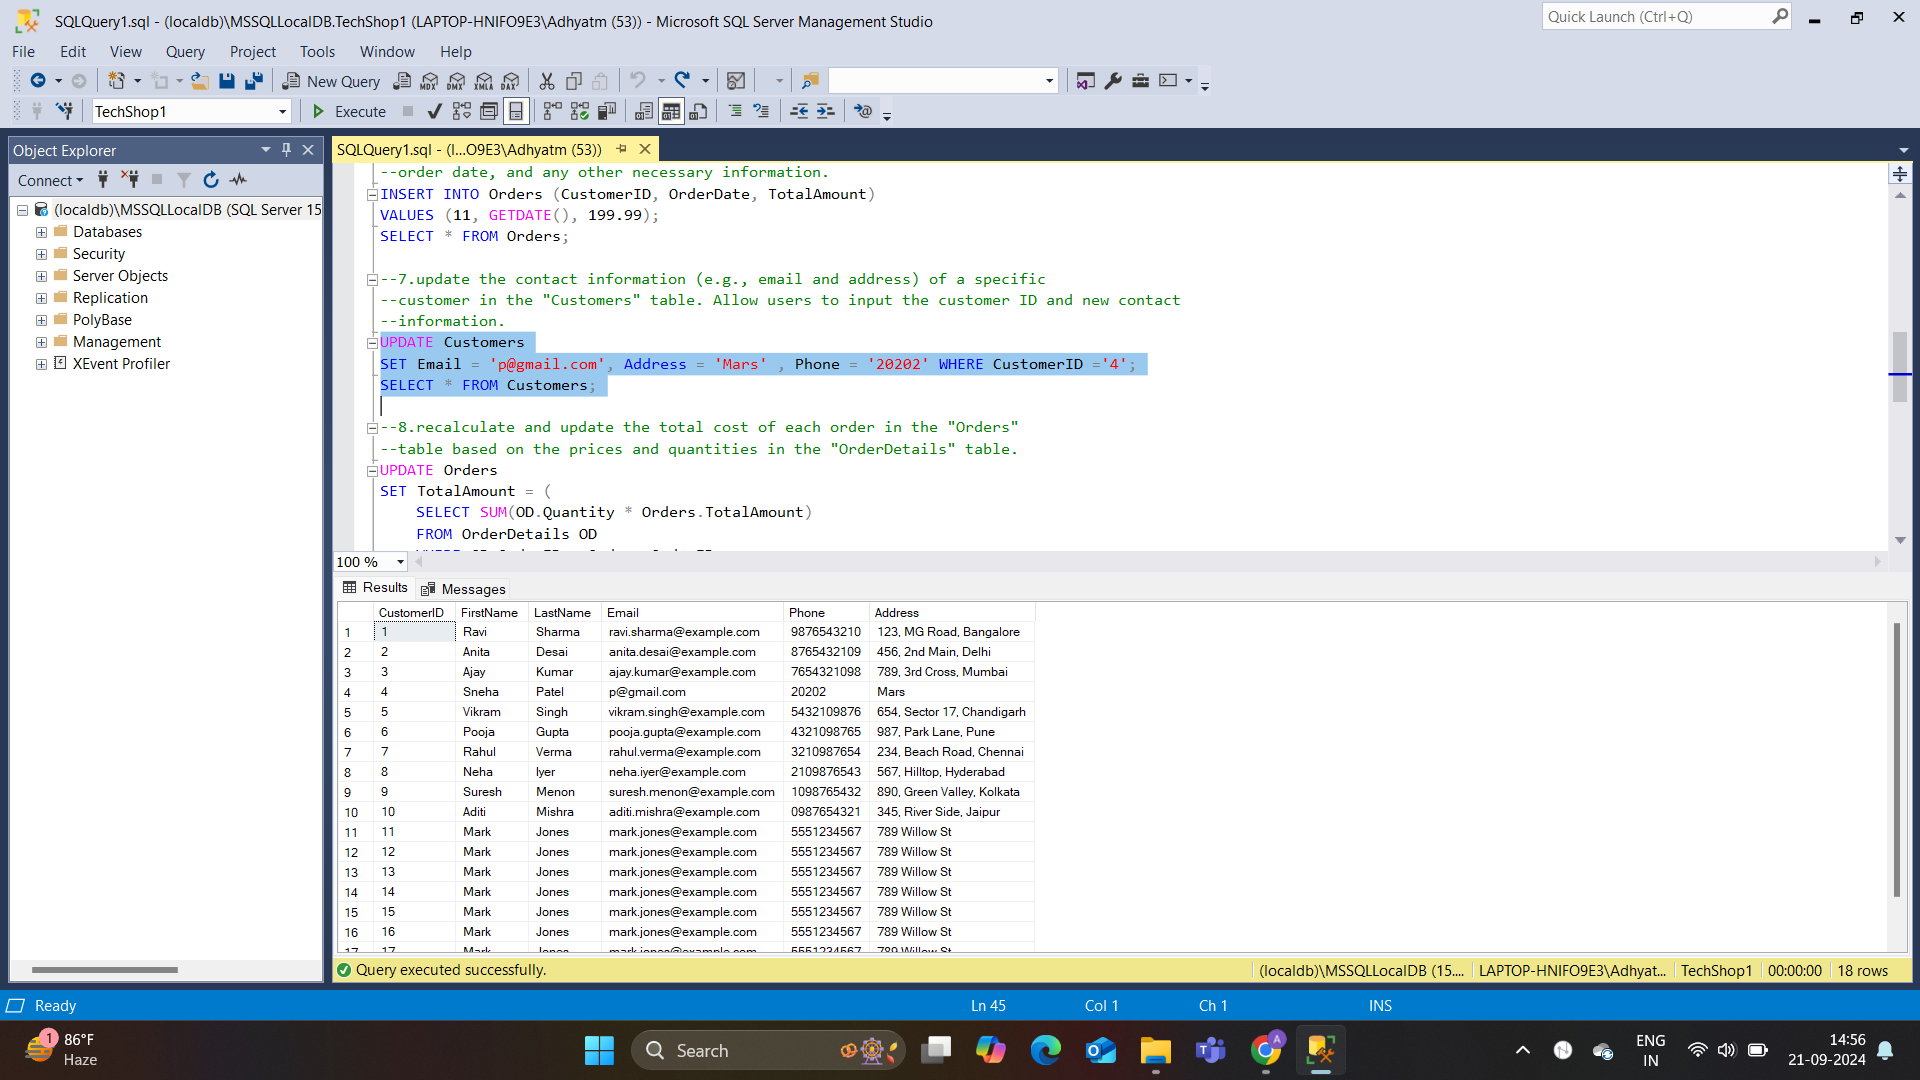 SQLQuery1.sql - (localdb)\MSSQLLocalDB.TechShop1 (LAPTOP-HNIFO9E3\Adhyatm (53)) - Microsoft SQL Server Management Studio
Quick Launch (Ctrl+Q)
File Edit View Query Project Tools Window Help
New Query MDX DMX XMLA DAX
TechShop1 Execute
Object Explorer
Connect
(localdb)\MSSQLLocalDB (SQL Server 15
Databases
Security
Server Objects
Replication
PolyBase
Management
XEvent Profiler
SQLQuery1.sql - (l...O9E3\Adhyatm (53))
--order date, and any other necessary information.
INSERT INTO Orders (CustomerID, OrderDate, TotalAmount)
VALUES (11, GETDATE(), 199.99);
SELECT * FROM Orders;
--7.update the contact information (e.g., email and address) of a specific
--customer in the "Customers" table. Allow users to input the customer ID and new contact
--information.
UPDATE Customers
SET Email = 'p@gmail.com', Address = 'Mars' , Phone = '20202' WHERE CustomerID ='4';
SELECT * FROM Customers;
--8.recalculate and update the total cost of each order in the "Orders"
--table based on the prices and quantities in the "OrderDetails" table.
UPDATE Orders
SET TotalAmount = (
SELECT SUM(OD.Quantity * Orders.TotalAmount)
FROM OrderDetails OD
100 %
Results Messages
CustomerID FirstName LastName Email Phone Address
1 1 Ravi Sharma ravi.sharma@example.com 9876543210 123, MG Road, Bangalore
2 2 Anita Desai anita.desai@example.com 8765432109 456, 2nd Main, Delhi
3 3 Ajay Kumar ajay.kumar@example.com 7654321098 789, 3rd Cross, Mumbai
4 4 Sneha Patel p@gmail.com 20202 Mars
5 5 Vikram Singh vikram.singh@example.com 5432109876 654, Sector 17, Chandigarh
6 6 Pooja Gupta pooja.gupta@example.com 4321098765 987, Park Lane, Pune
7 7 Rahul Verma rahul.verma@example.com 3210987654 234, Beach Road, Chennai
8 8 Neha Iyer neha.iyer@example.com 2109876543 567, Hilltop, Hyderabad
9 9 Suresh Menon suresh.menon@example.com 1098765432 890, Green Valley, Kolkata
10 10 Aditi Mishra aditi.mishra@example.com 0987654321 345, River Side, Jaipur
11 11 Mark Jones mark.jones@example.com 5551234567 789 Willow St
12 12 Mark Jones mark.jones@example.com 5551234567 789 Willow St
13 13 Mark Jones mark.jones@example.com 5551234567 789 Willow St
14 14 Mark Jones mark.jones@example.com 5551234567 789 Willow St
15 15 Mark Jones mark.jones@example.com 5551234567 789 Willow St
16 16 Mark Jones mark.jones@example.com 5551234567 789 Willow St
17 17 Mark Jones mark.jones@example.com 5551234567 789 Willow St
Query executed successfully. (localdb)\MSSQLLocalDB (15.... LAPTOP-HNIFO9E3\Adhyat... TechShop1 00:00:00 18 rows
Ready Ln 45 Col 1 Ch 1 INS
1 86°F
Haze
Search
A
ENG
IN
14:56
21-09-2024